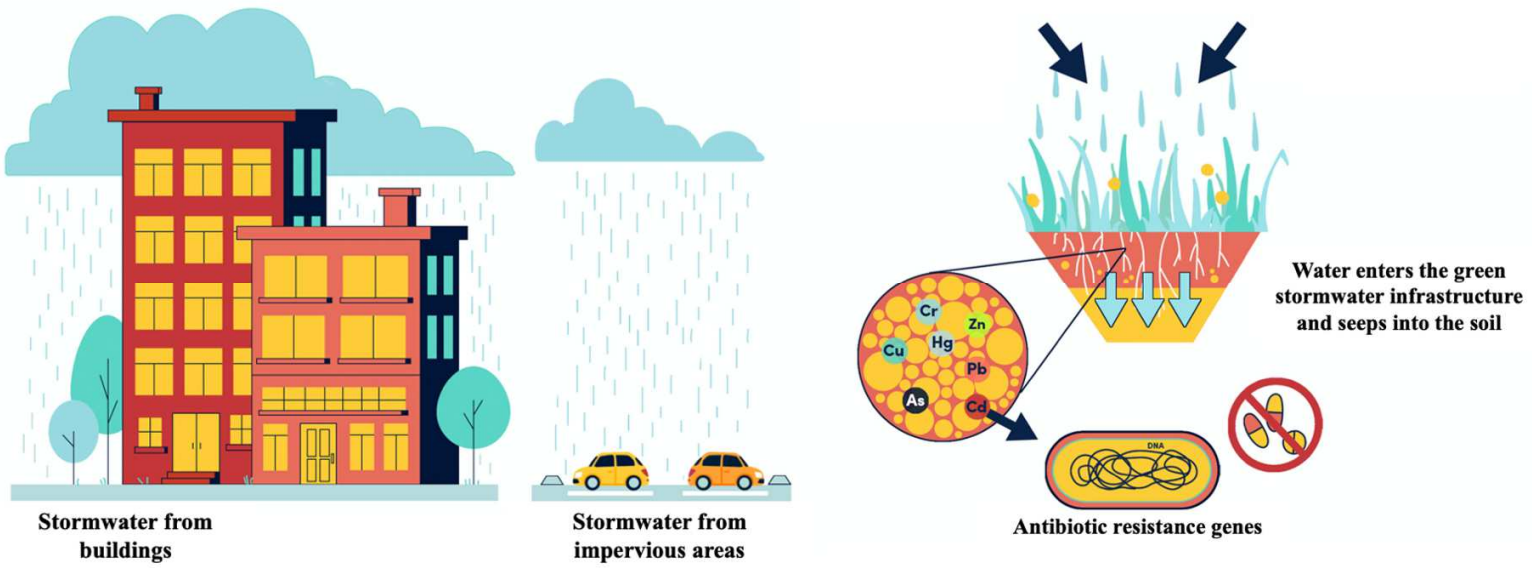 Stormwater from
buildings
Stormwater from
impervious areas
Water enters the green
stormwater infrastructure
and seeps into the soil
Cr
Zn
Hg
Cu
Pb
As
Cd
DNA
Antibiotic resistance genes